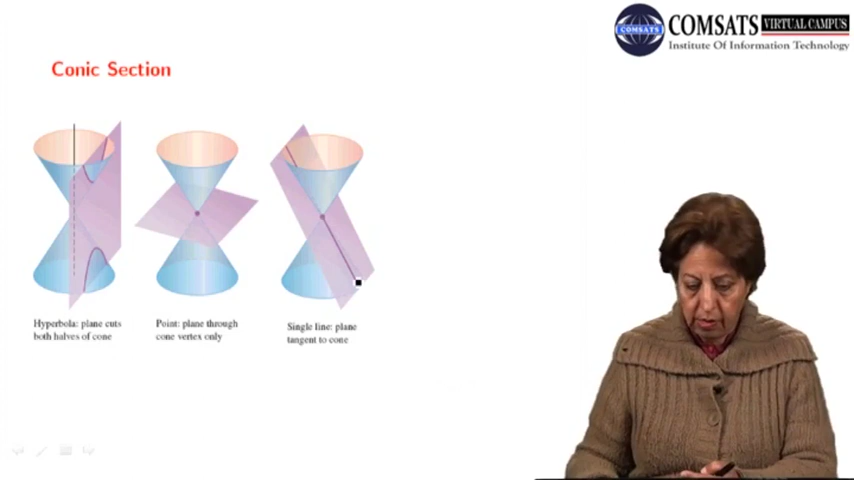 COMSATS VIRTUAL CAMPUS
COMSATS
Institute Of Information Technology
Conic Section
Hyperbola: plane cuts
both halves of cone
Point: plane through
cone vertex only
Single line: plane
tangent to cone